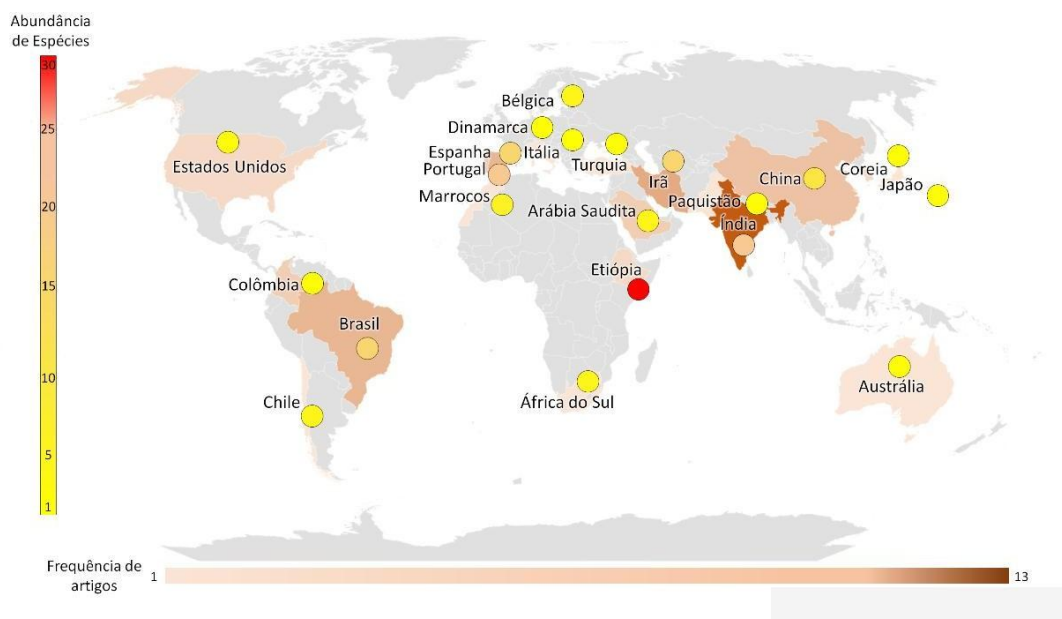 Abundância
de Espécies
30
25
20
15
10
5
1
Bélgica
Dinamarca
Espanha
Itália
Portugal
Turquia
Estados Unidos
Marrocos
Irã
China
Coreia
Japão
Paquistão
Arábia Saudita
Índia
Etiópia
Colômbia
Brasil
Austrália
Chile
África do Sul
Frequência de
artigos
1
13